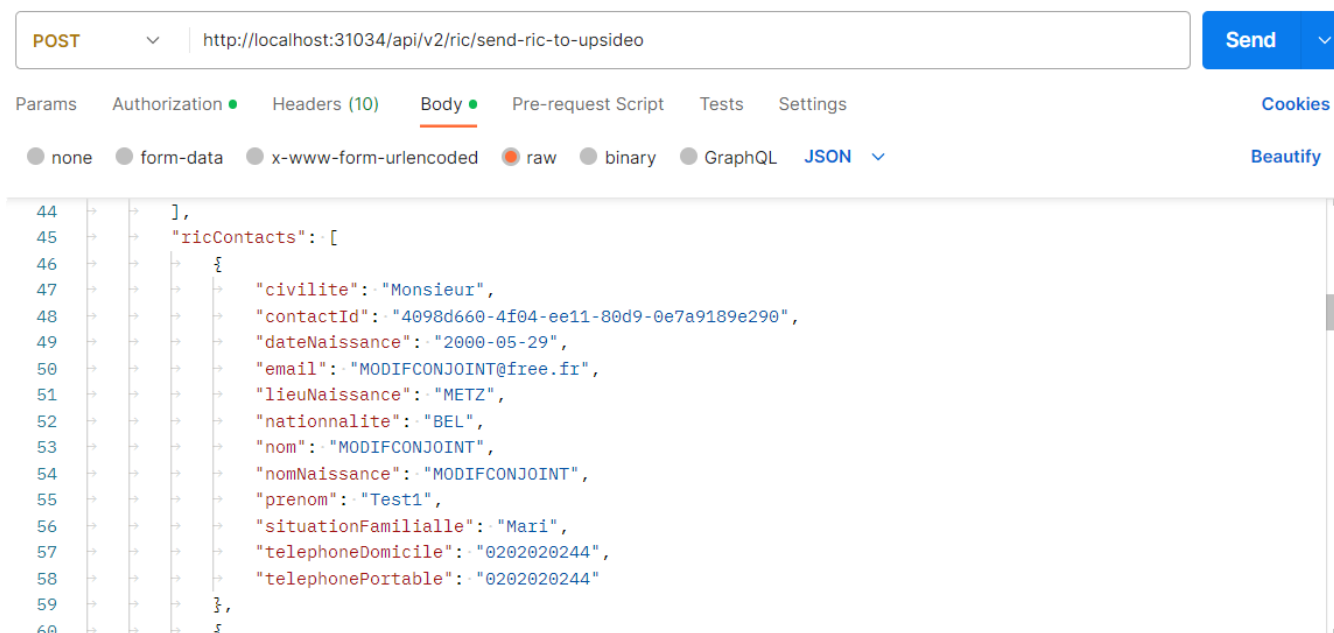 POST http://localhost:31034/api/v2/ric/send-ric-to-upsideo Send
Params Authorization Headers (10) Body Pre-request Script Tests Settings Cookies
none form-data x-www-form-urlencoded raw binary GraphQL JSON Beautify
44 ],
45 "ricContacts": [
46 {
47 "civilite": "Monsieur",
48 "contactId": "4098d660-4f04-ee11-80d9-0e7a9189e290",
49 "dateNaissance": "2000-05-29",
50 "email": "MODIFCONJOINT@free.fr",
51 "lieuNaissance": "METZ",
52 "nationnalite": "BEL",
53 "nom": "MODIFCONJOINT",
54 "nomNaissance": "MODIFCONJOINT",
55 "prenom": "Test1",
56 "situationFamilialle": "Mari",
57 "telephoneDomicile": "0202020244",
58 "telephonePortable": "0202020244"
59 },
60 {